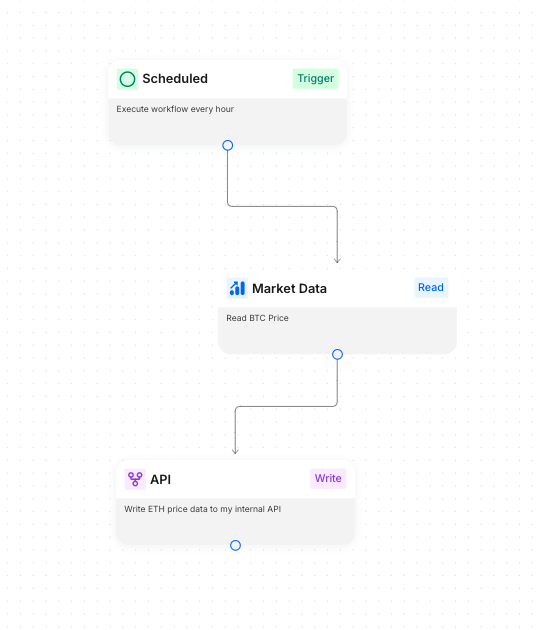 Scheduled
Trigger
Execute workflow every hour
Market Data
Read
Read BTC Price
API
Write
Write ETH price data to my internal API